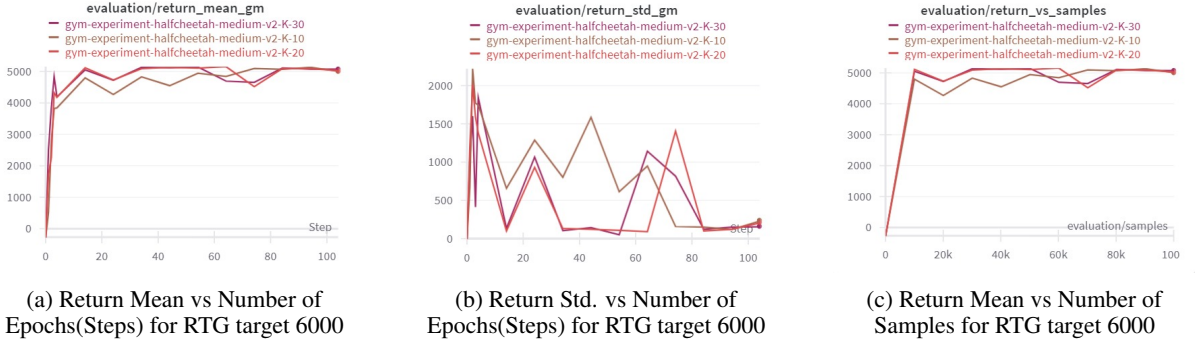 evaluation/return_mean_gm
gym-experiment-halfcheetah-medium-v2-K-30
gym-experiment-halfcheetah-medium-v2-K-10
gym-experiment-halfcheetah-medium-v2-K-20
5000
4000
3000
2000
1000
0
Step
0
20
40
60
80
100
(a) Return Mean vs Number of
Epochs(Steps) for RTG target 6000
evaluation/return_std_gm
gym-experiment-halfcheetah-medium-v2-K-30
gym-experiment-halfcheetah-medium-v2-K-10
gym-experiment-halfcheetah-medium-v2-K-20
2000
1500
1000
500
0
Step
0
20
40
60
80
100
(b) Return Std. vs Number of
Epochs(Steps) for RTG target 6000
evaluation/return_vs_samples
gym-experiment-halfcheetah-medium-v2-K-30
gym-experiment-halfcheetah-medium-v2-K-10
gym-experiment-halfcheetah-medium-v2-K-20
5000
4000
3000
2000
1000
0
evaluation/samples
0
20k
40k
60k
80k
100
(c) Return Mean vs Number of
Samples for RTG target 6000